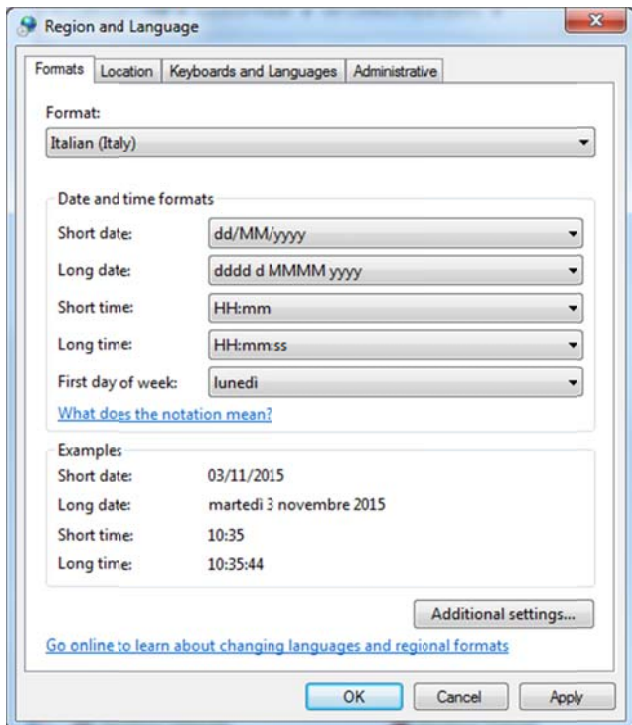 Region and Language
Formats Location Keyboards and Languages Administrative
Format:
Italian (Italy)
Date and time formats
Short date: dd/MM/yyyy
Long date: dddd d MMMM yyyy
Short time: HH:mm
Long time: HH:mm:ss
First day of week: lunedì
What does the notation mean?
Examples
Short date: 03/11/2015
Long date: martedì 3 novembre 2015
Short time: 10:35
Long time: 10:35:44
Additional settings...
Go online to learn about changing languages and regional formats
OK Cancel Apply